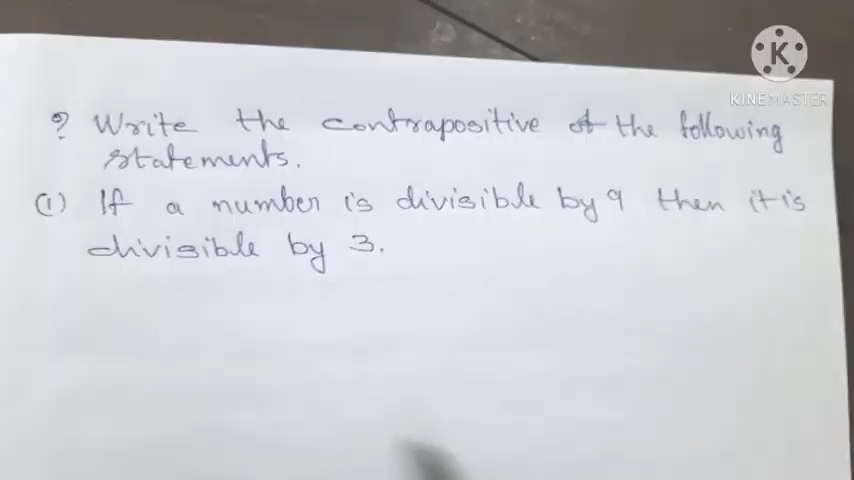 K
KINEMASTER
? Write the contrapositive of the following
statements.
(1) If a number is divisible by 9 then it is
divisible by 3.